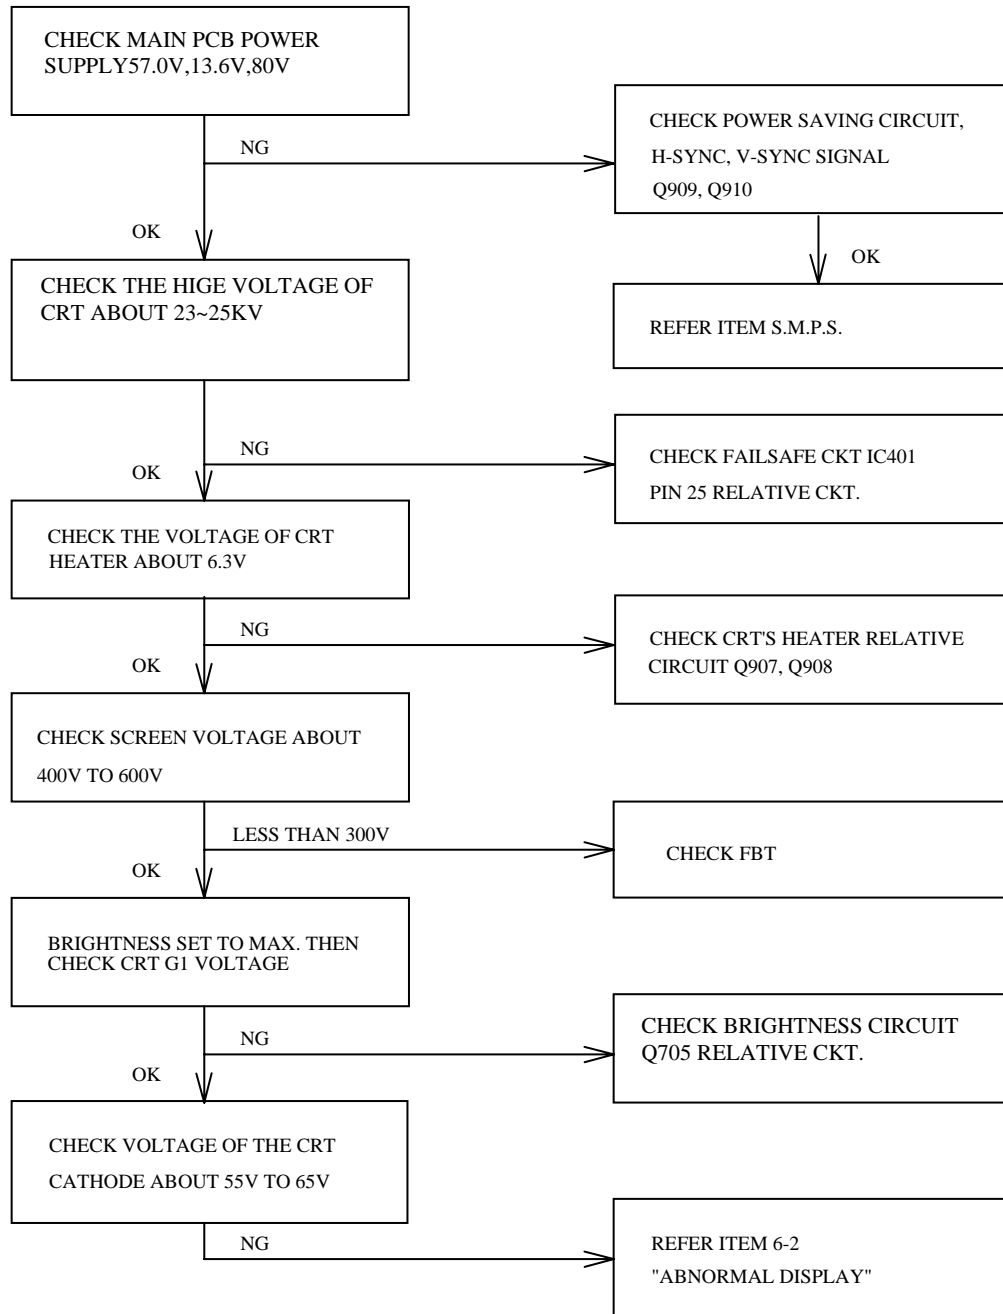 CHECK MAIN PCB POWER
SUPPLY57.0V,13.6V,80V
NG
CHECK POWER SAVING CIRCUIT,
H-SYNC, V-SYNC SIGNAL
Q909, Q910
OK
OK
CHECK THE HIGE VOLTAGE OF
CRT ABOUT 23~25KV
REFER ITEM S.M.P.S.
NG
OK
CHECK FAILSAFE CKT IC401
PIN 25 RELATIVE CKT.
CHECK THE VOLTAGE OF CRT
HEATER ABOUT 6.3V
NG
OK
CHECK CRT'S HEATER RELATIVE
CIRCUIT Q907, Q908
CHECK SCREEN VOLTAGE ABOUT
400V TO 600V
LESS THAN 300V
OK
CHECK FBT
BRIGHTNESS SET TO MAX. THEN
CHECK CRT G1 VOLTAGE
NG
OK
CHECK BRIGHTNESS CIRCUIT
Q705 RELATIVE CKT.
CHECK VOLTAGE OF THE CRT
CATHODE ABOUT 55V TO 65V
NG
REFER ITEM 6-2
"ABNORMAL DISPLAY"